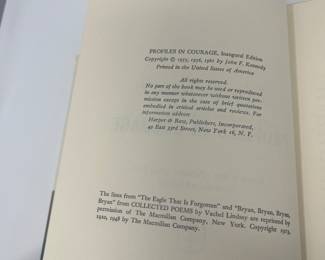 PROFILES IN COURAGE, Inaugural Edition
Copyright © 1955, 1956, 1961 by John F. Kennedy
Printed in the United States of America
All rights reserved.
No part of the book may be used or reproduced
in any manner whatsoever without written per-
mission except in the case of brief quotations
embodied in critical articles and reviews. For
information address
Harper & Row, Publishers, Incorporated,
49 East 33rd Street, New York 16, N. Y.
The lines from "The Eagle That Is Forgotten" and "Bryan, Bryan, Bryan,
Bryan" from COLLECTED POEMS by Vachel Lindsay are reprinted by
permission of The Macmillan Company, New York. Copyright 1913,
1920, 1948 by The Macmillan Company.